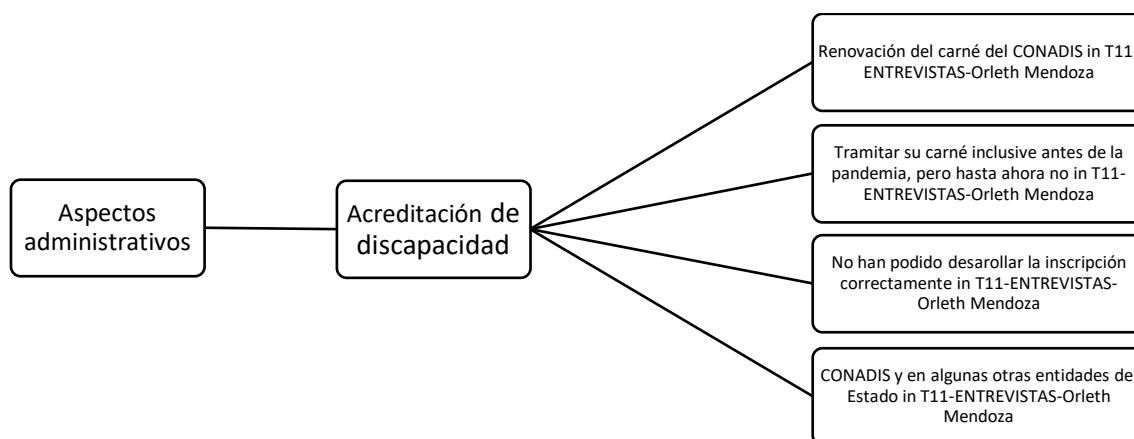 Aspectos
administrativos
Acreditación de
discapacidad
Renovación del carné del CONADIS in T11
ENTREVISTAS-Orleth Mendoza
Tramitar su carné inclusive antes de la
pandemia, pero hasta ahora no in T11-
ENTREVISTAS-Orleth Mendoza
No han podido desarollar la inscripción
correctamente in T11-ENTREVISTAS-
Orleth Mendoza
CONADIS y en algunas otras entidades de
Estado in T11-ENTREVISTAS-Orleth
Mendoza